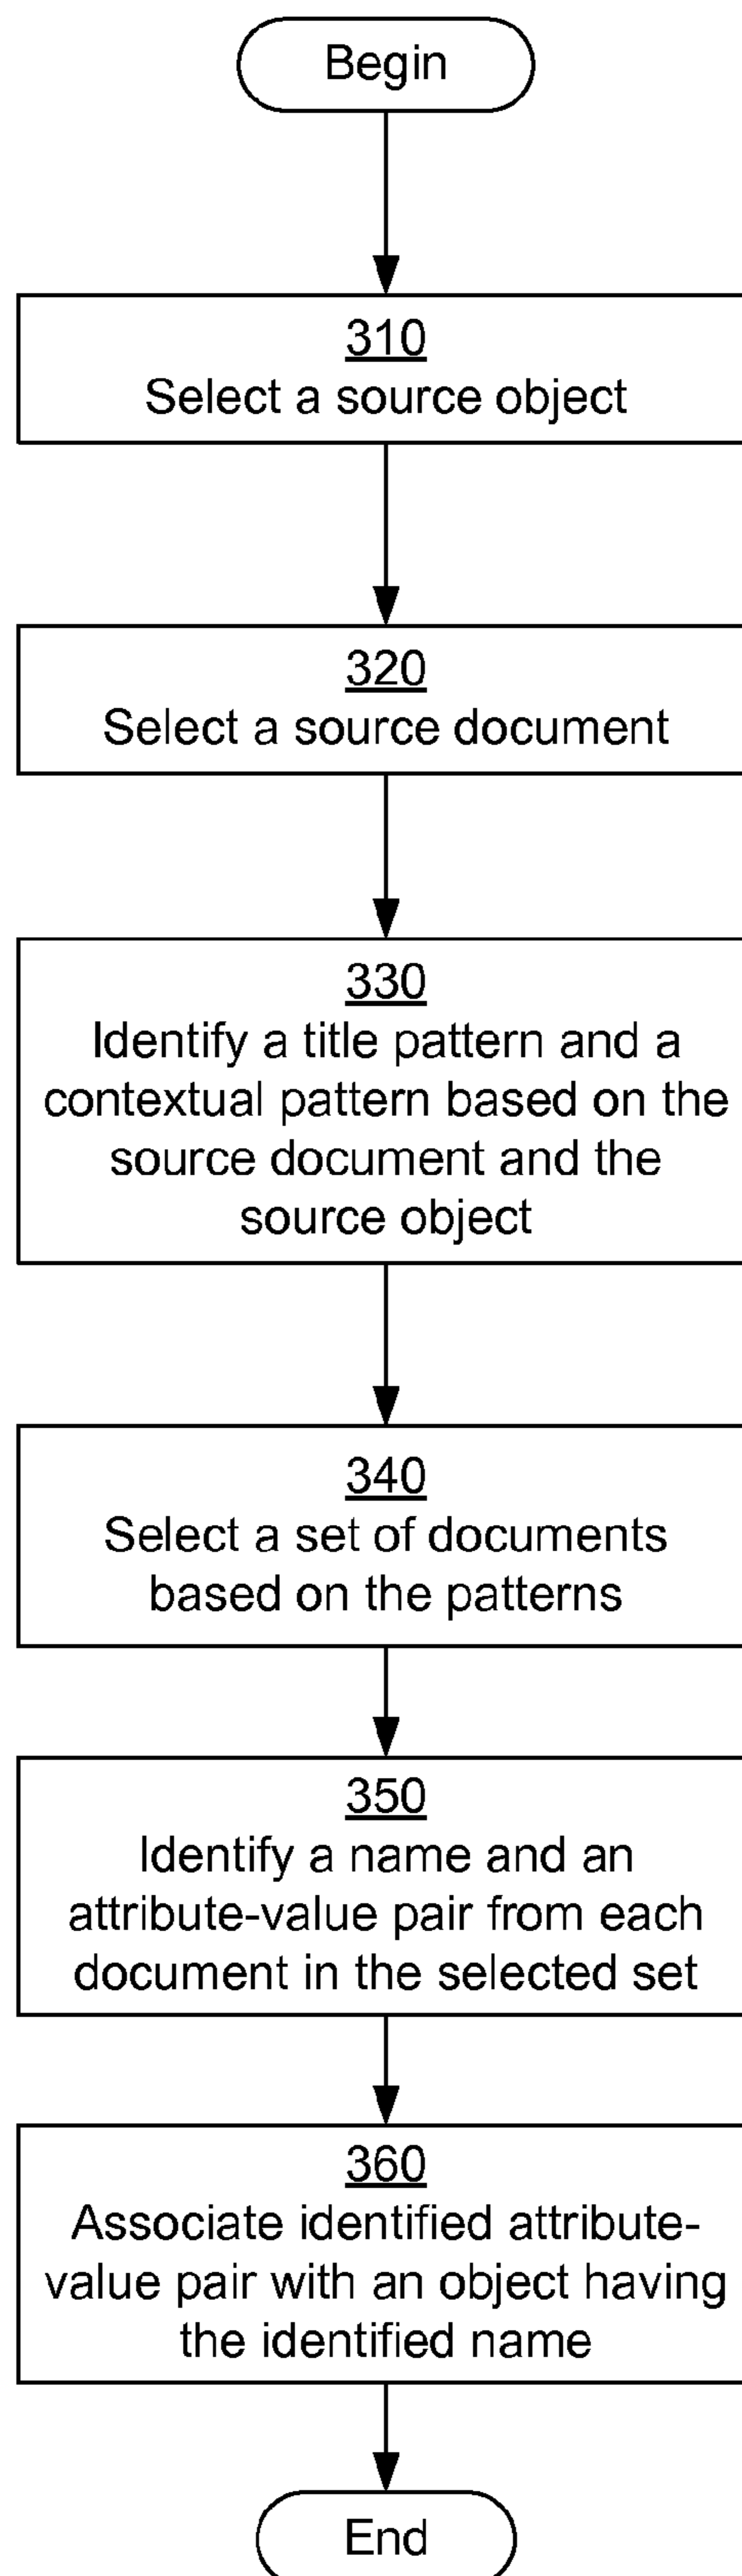 Begin
310
Select a source object
320
Select a source document
330
Identify a title pattern and a
contextual pattern based on the
source document and the
source object
340
Select a set of documents
based on the patterns
350
Identify a name and an
attribute-value pair from each
document in the selected set
360
Associate identified attribute-
value pair with an object having
the identified name
End